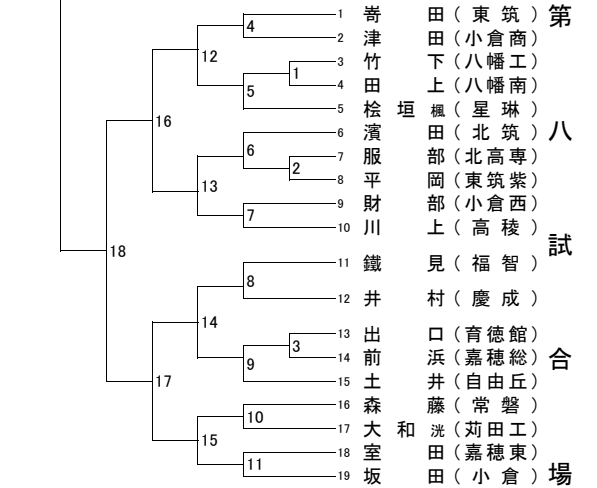 1 嵜田（東筑）
2 津田（小倉商）
3 竹下（八幡工）
4 田上（八幡南）
5 桧垣楓（星琳）
6 濱田（北筑）
7 服部（北高専）
8 平岡（東筑紫）
9 財部（小倉西）
10 川上（高稜）
11 鐵見（福智）
12 井村（慶成）
13 出口（育徳館）
14 前浜（嘉穂総）
15 土井（自由丘）
16 森藤（常磐）
17 大和洸（苅田工）
18 室田（嘉穂東）
19 坂田（小倉）
4
12
1
5
16
6
2
13
7
18
8
14
3
9
17
10
15
11
第八試合場